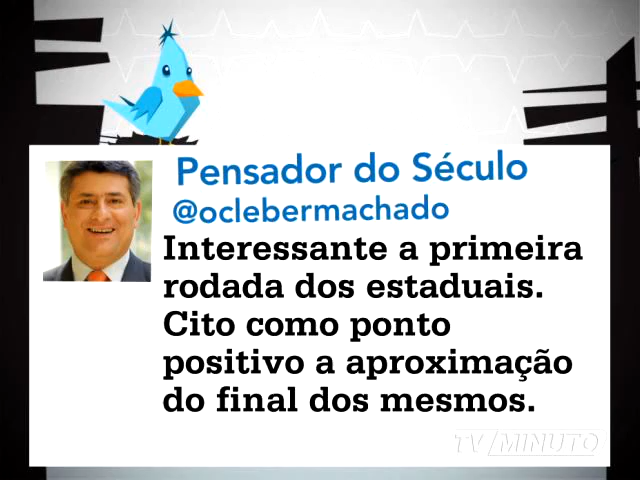 Pensador do Século
@oclebermachado
Interessante a primeira
rodada dos estaduais.
Cito como ponto
positivo a aproximação
do final dos mesmos.
TV MINUTO